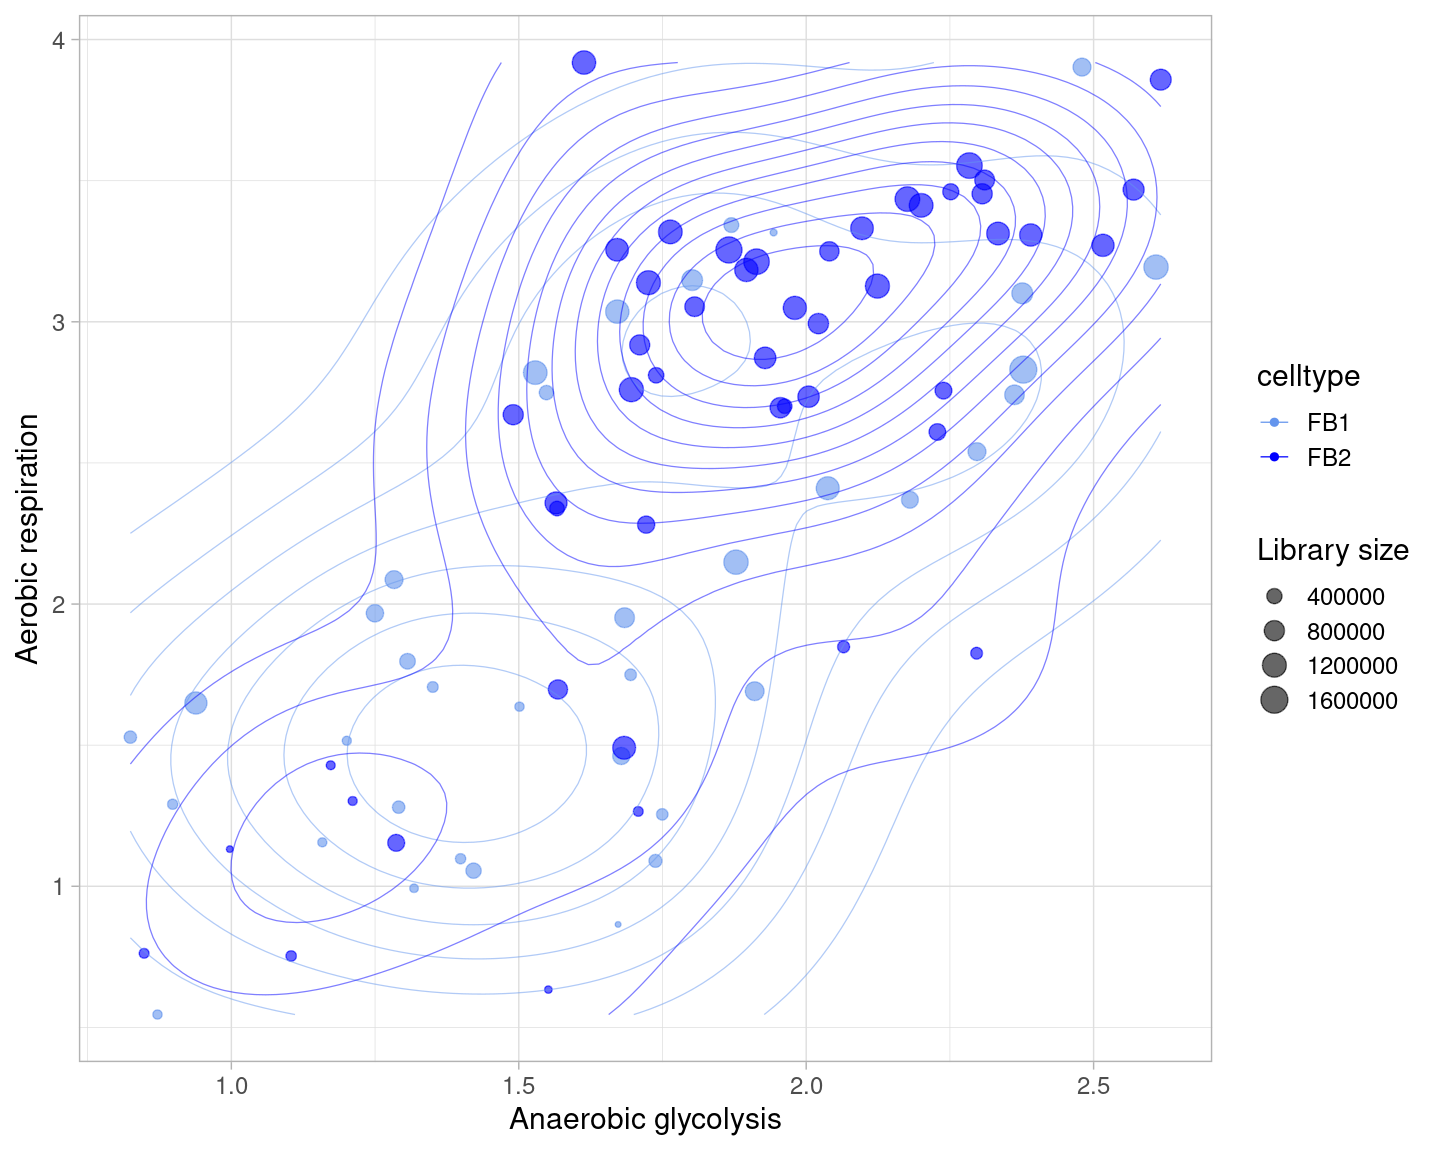 4
3
2
1
Aerobic respiration
1.0 1.5 2.0 2.5
Anaerobic glycolysis
celltype
FB1
FB2
Library size
400000
800000
1200000
1600000